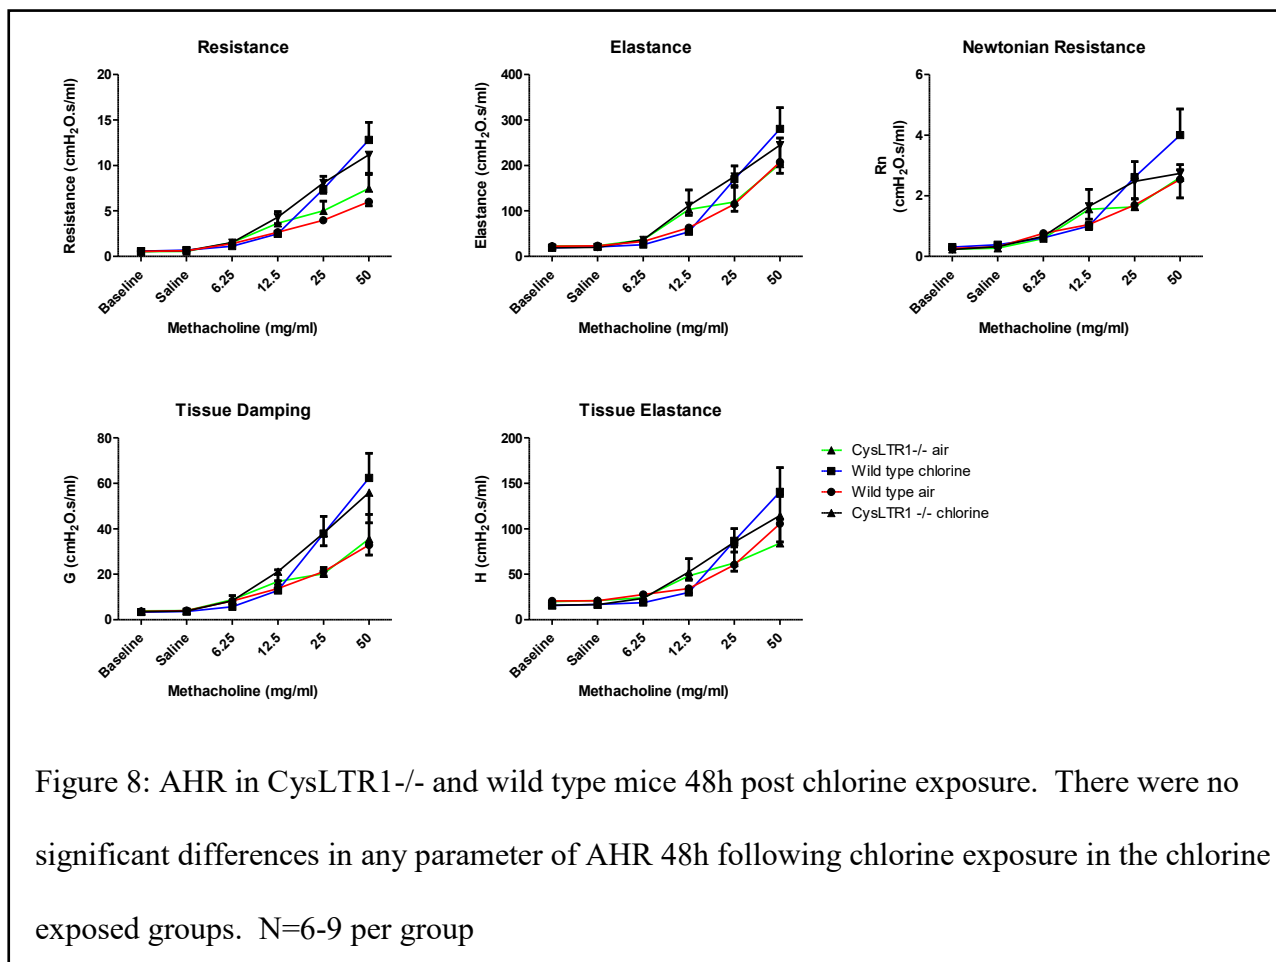 Resistance
Resistance (cmH2O.s/ml)
20
15
10
5
0
Baseline
Saline
6.25
12.5
25
50
Methacholine (mg/ml)
Elastance
Elastance (cmH2O.s/ml)
400
300
200
100
0
Baseline
Saline
6.25
12.5
25
50
Methacholine (mg/ml)
Newtonian Resistance
Rn
(cmH2O.s/ml)
6
4
2
0
Baseline
Saline
6.25
12.5
25
50
Methacholine (mg/ml)
Tissue Damping
G (cmH2O.s/ml)
80
60
40
20
0
Baseline
Saline
6.25
12.5
25
50
Methacholine (mg/ml)
Tissue Elastance
H (cmH2O.s/ml)
200
150
100
50
0
Baseline
Saline
6.25
12.5
25
50
Methacholine (mg/ml)
CysLTR1-/- air
Wild type chlorine
Wild type air
CysLTR1 -/- chlorine
Figure 8: AHR in CysLTR1-/- and wild type mice 48h post chlorine exposure. There were no
significant differences in any parameter of AHR 48h following chlorine exposure in the chlorine
exposed groups. N=6-9 per group